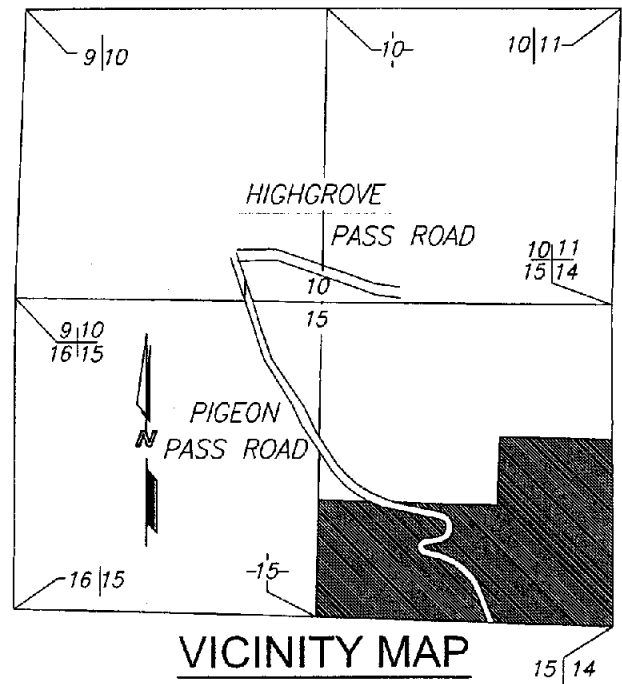 9|10
-10-
10|11
HIGHGROVE
PASS ROAD
10|11
15|14
10
15
9|10
16|15
PIGEON
PASS ROAD
N
16|15
-15-
VICINITY MAP
15|14